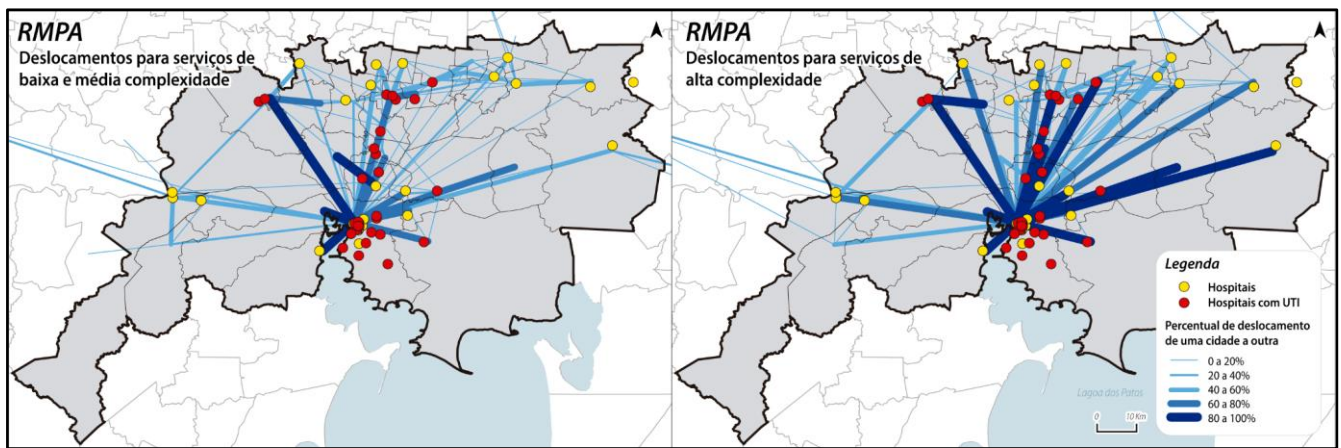 RMPA
Deslocamentos para serviços de
baixa e média complexidade
RMPA
Deslocamentos para serviços de
alta complexidade
Legenda
Hospitais
Hospitais com UTI
Percentual de deslocamento
de uma cidade a outra
0 a 20%
20 a 40%
40 a 60%
60 a 80%
80 a 100%
Lagoa dos Patos
0 10 Km